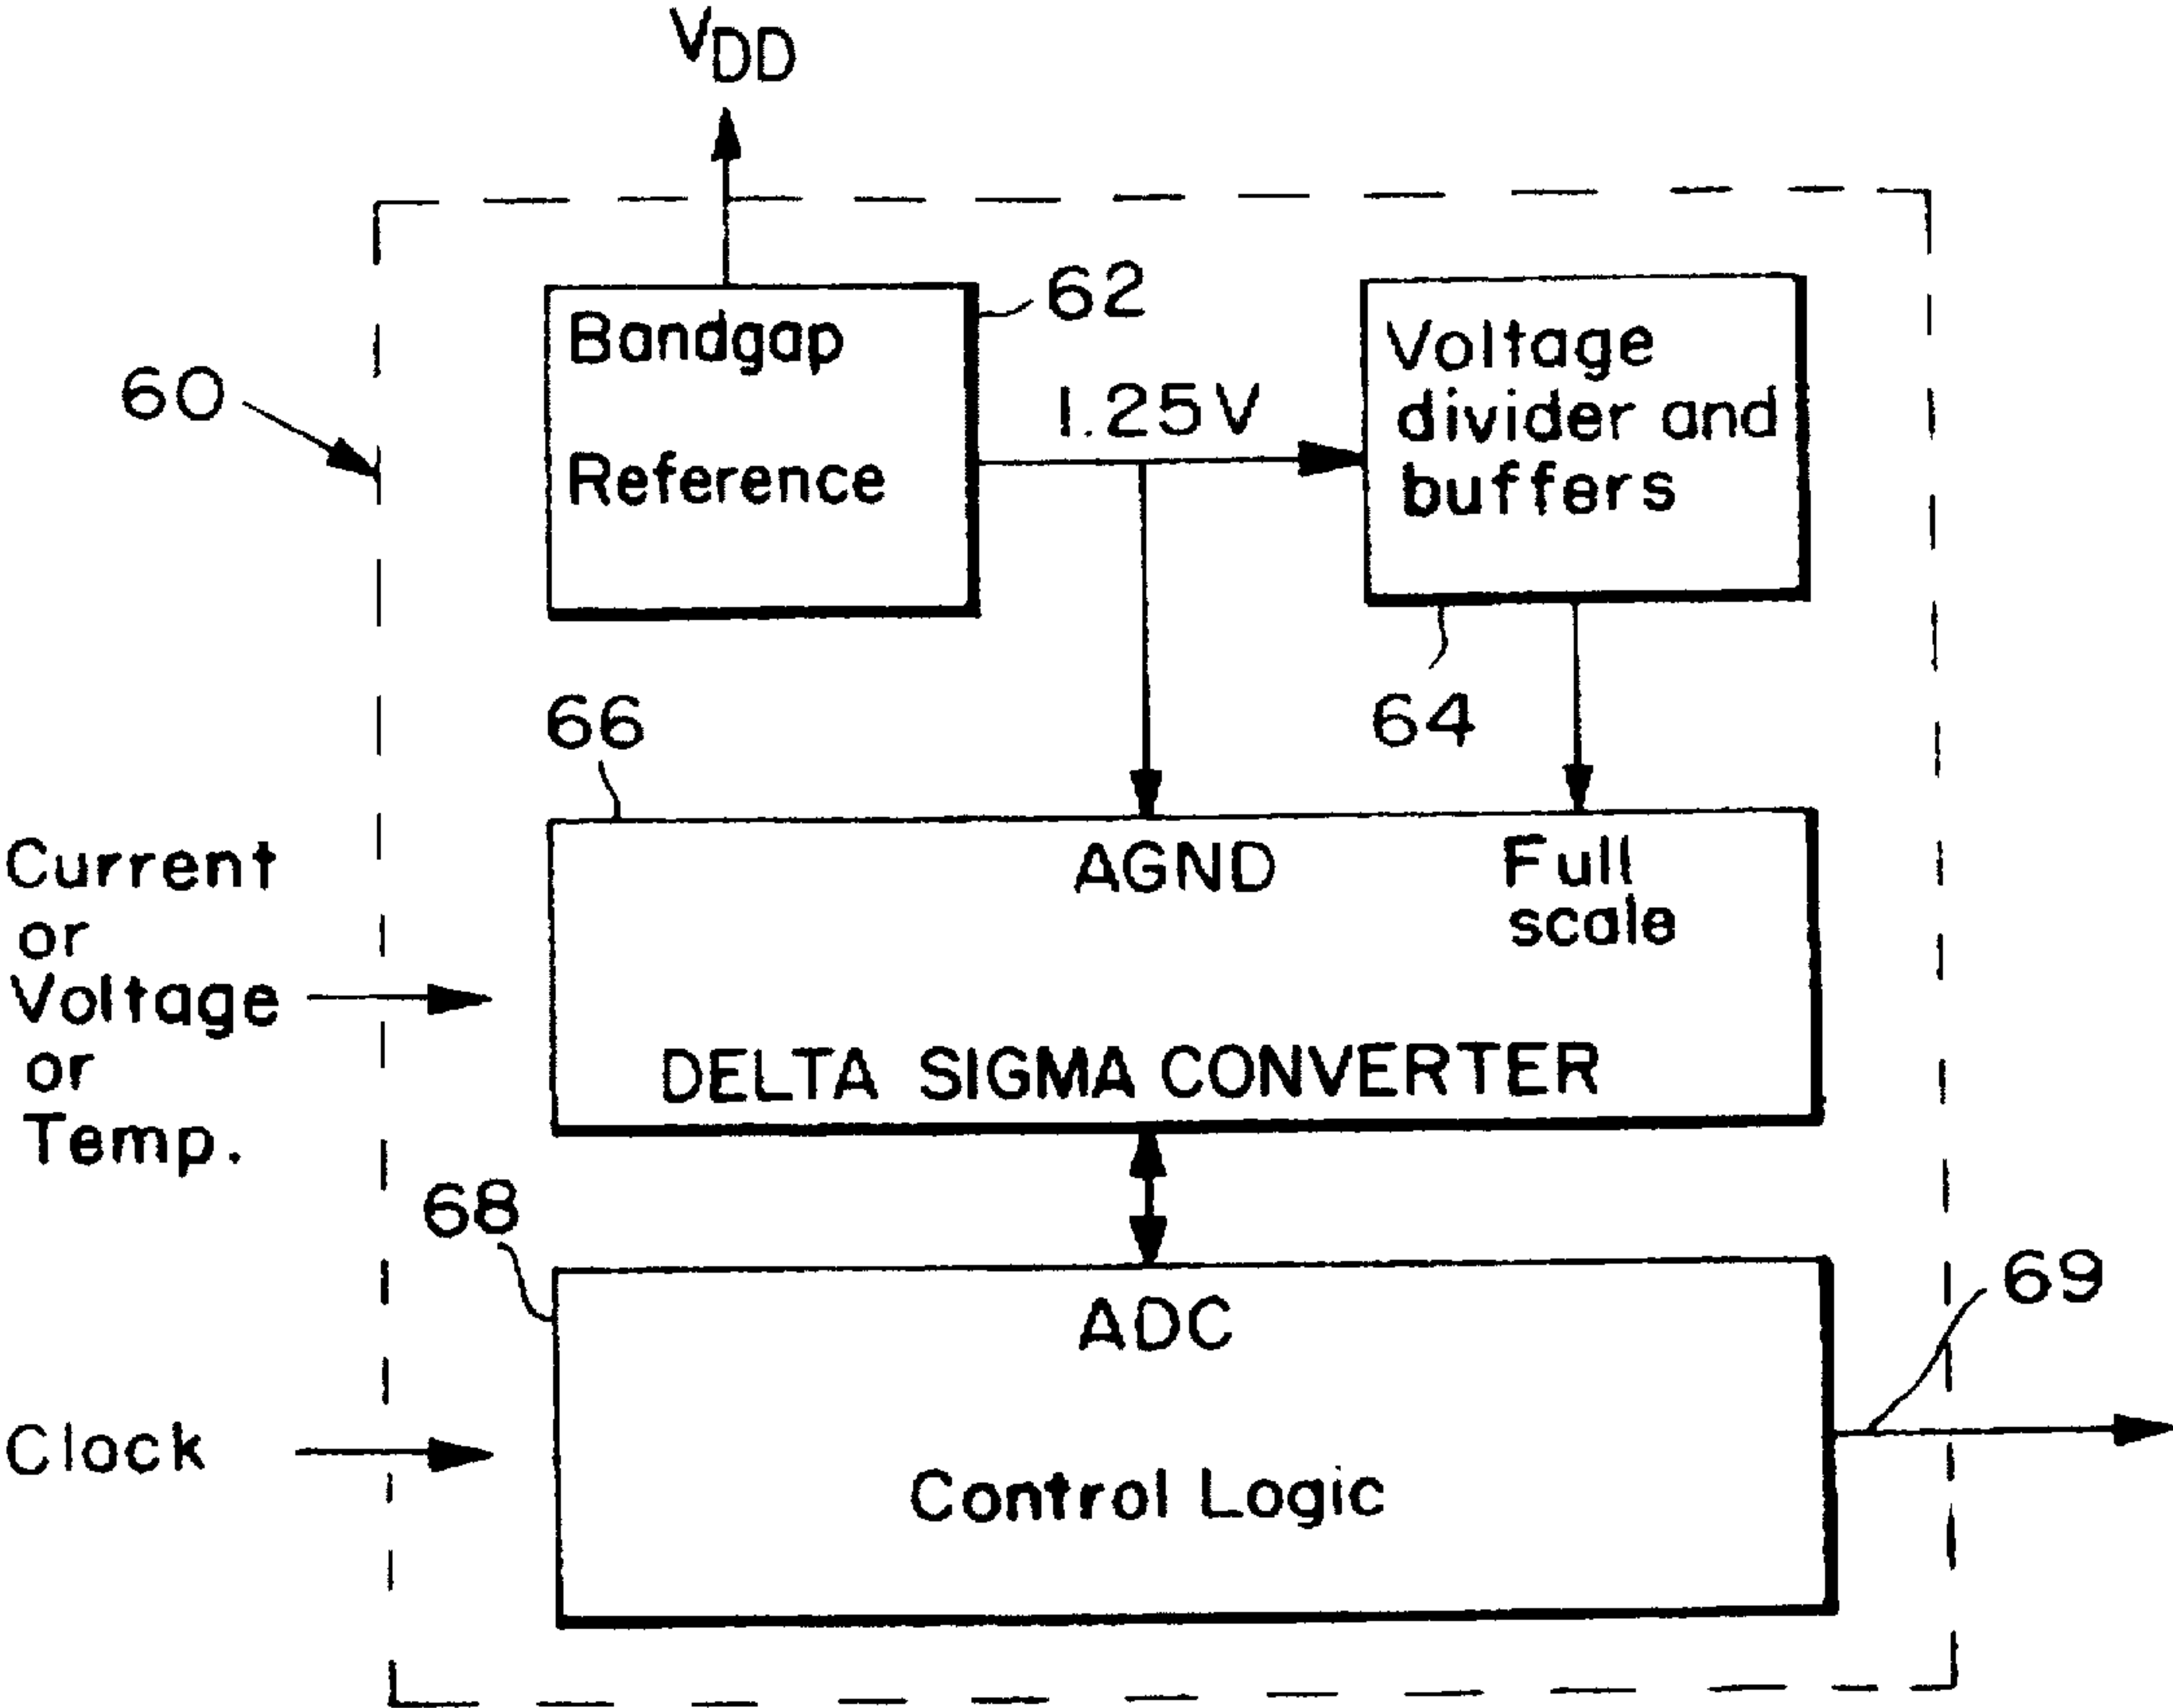 VDD
62
Bandgap
Reference
1.25V
Voltage
divider and
buffers
60
66
64
AGND
Full
scale
DELTA SIGMA CONVERTER
Current
or
Voltage
or
Temp.
68
69
ADC
Control Logic
Clock